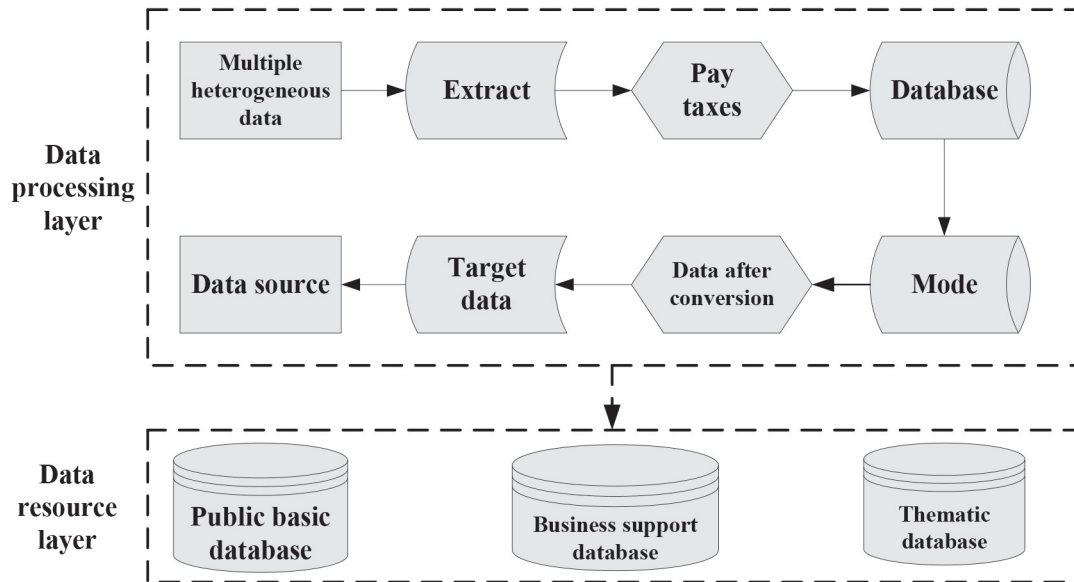 Data
processing
layer
Multiple
heterogeneous
data
Extract
Pay
taxes
Database
Data source
Target
data
Data after
conversion
Mode
Data
resource
layer
Public basic
database
Business support
database
Thematic
database